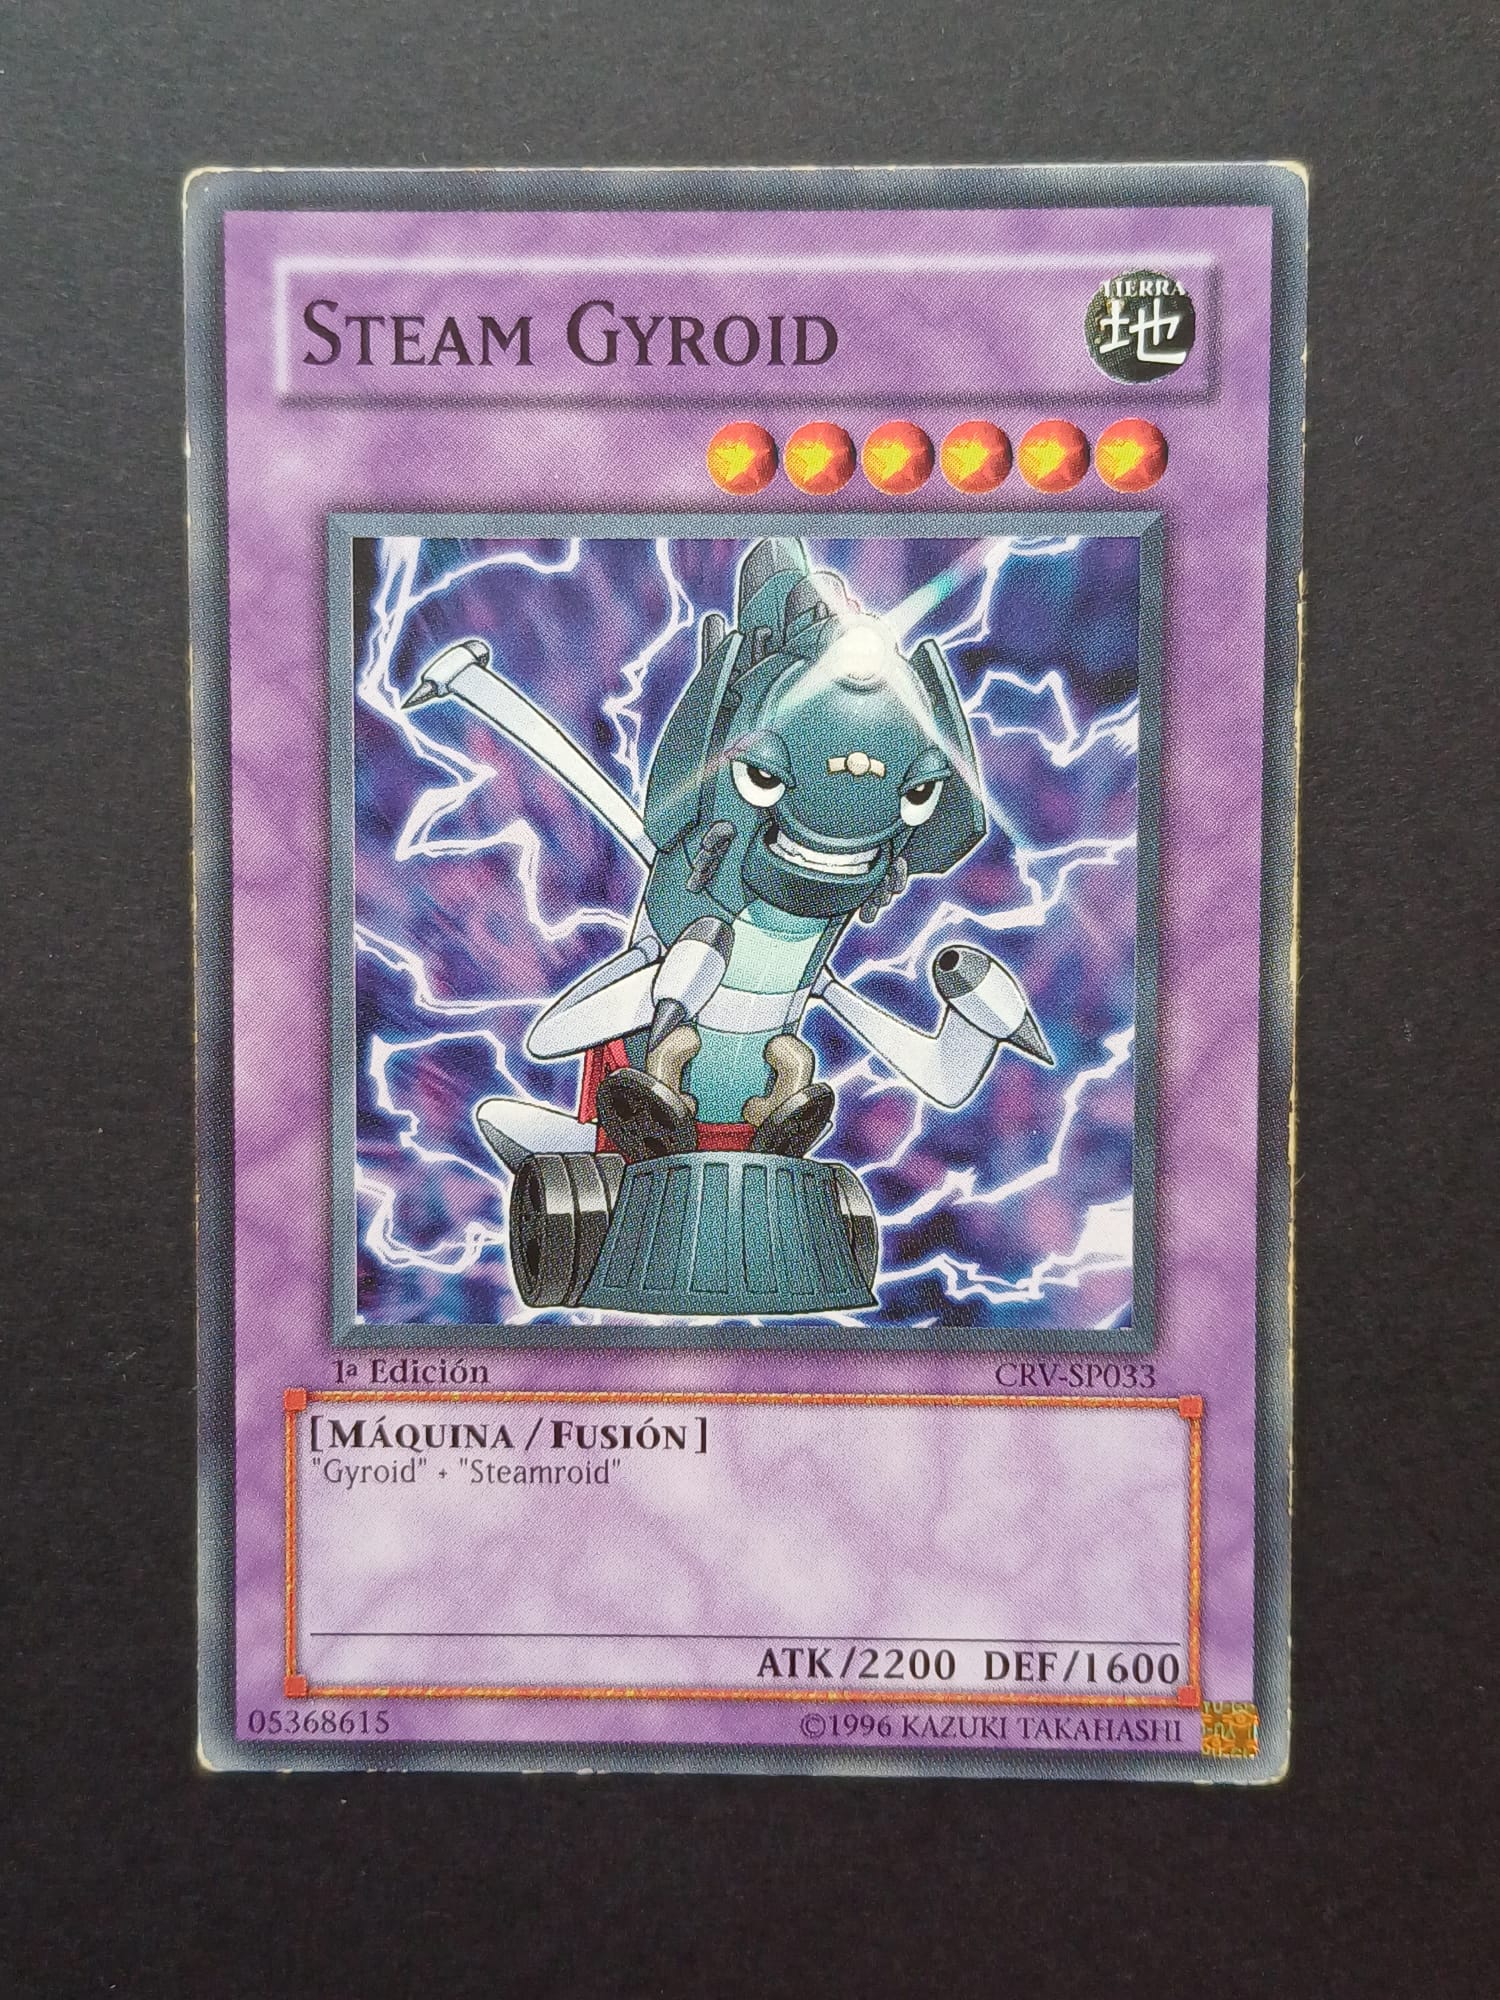 STEAM GYROID
TIERRA
地
1ª Edición
CRV-SP033
[MÁQUINA / FUSIÓN]
"Gyroid" + "Steamroid"
ATK/2200 DEF/1600
05368615
©1996 KAZUKI TAKAHASHI